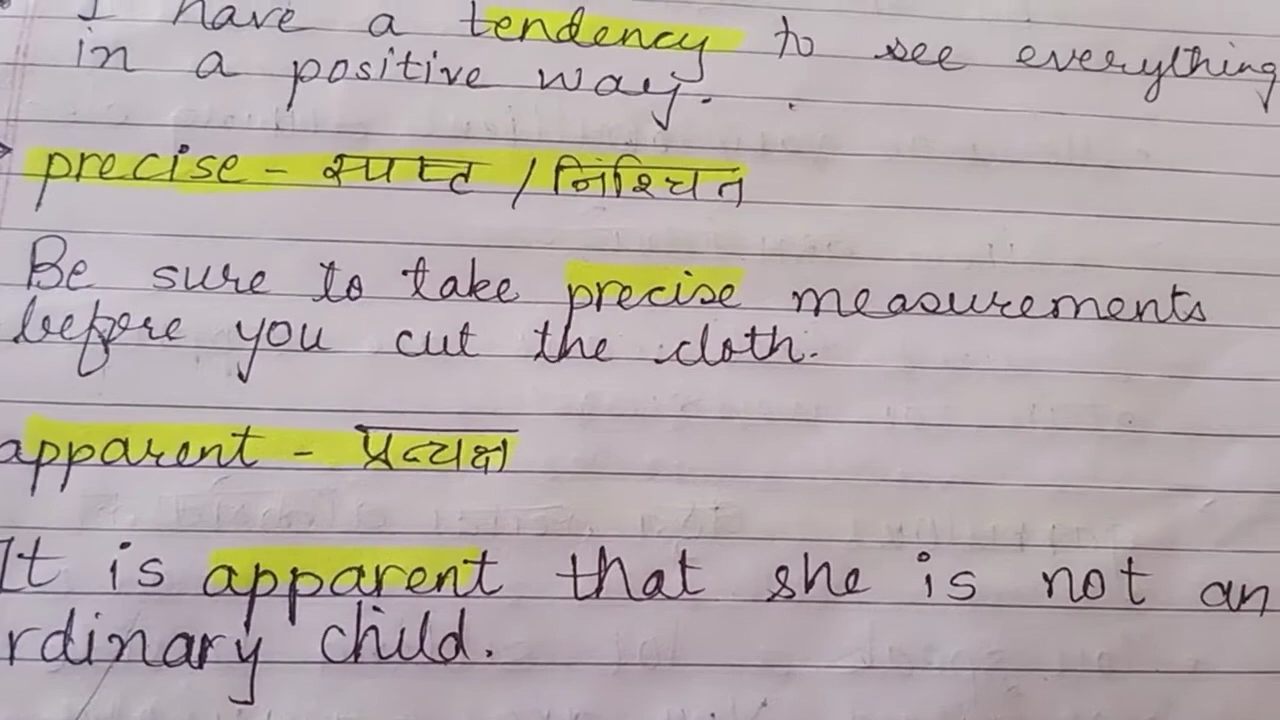 I have a tendency to see everything
in a positive way.
precise - स्पष्ट / निश्चित
Be sure to take precise measurements
before you cut the cloth.
apparent - प्रत्यक्ष
It is apparent that she is not an
rdinary child.